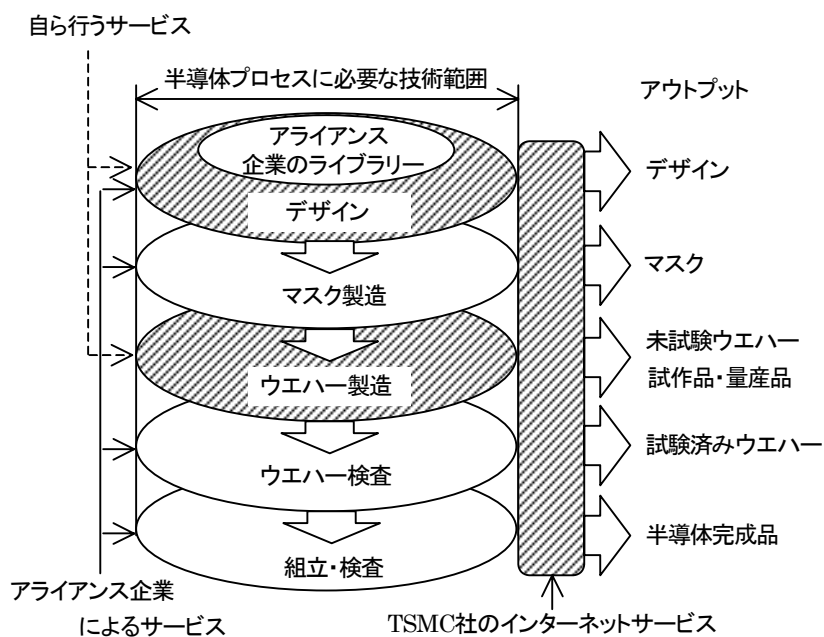 自ら行うサービス
半導体プロセスに必要な技術範囲
アウトプット
アライアンス
企業のライブラリー
デザイン
デザイン
マスク製造
マスク
ウエハー製造
未試験ウエハー
試作品・量産品
ウエハー検査
試験済みウエハー
組立・検査
半導体完成品
アライアンス企業
によるサービス
TSMC社のインターネットサービス